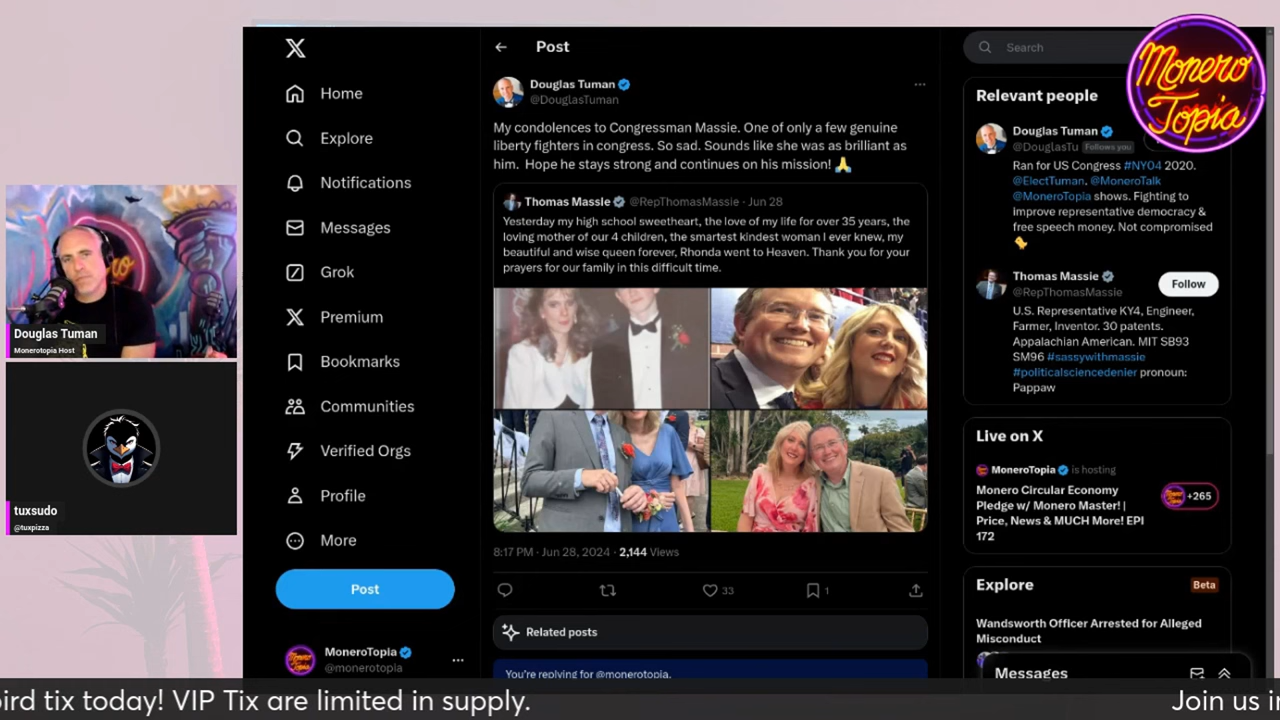 Monero
Topia
X
Home
Explore
Notifications
Messages
Grok
Premium
Bookmarks
Communities
Verified Orgs
Profile
More
Post
MoneroTopia
@monerotopia
Post
Douglas Tuman
@DouglasTuman
My condolences to Congressman Massie. One of only a few genuine
liberty fighters in congress. So sad. Sounds like she was as brilliant as
him. Hope he stays strong and continues on his mission! 🙏
Thomas Massie @RepThomasMassie · Jun 28
Yesterday my high school sweetheart, the love of my life for over 35 years, the
loving mother of our 4 children, the smartest kindest woman I ever knew, my
beautiful and wise queen forever, Rhonda went to Heaven. Thank you for your
prayers for our family in this difficult time.
8:17 PM · Jun 28, 2024 · 2,144 Views
33
1
Related posts
You're replying for @monerotopia.
Search
Relevant people
Douglas Tuman
@DouglasTu Follows you
Ran for US Congress #NY04 2020.
@ElectTuman, @MoneroTalk
@MoneroTopia shows. Fighting to
improve representative democracy &
free speech money. Not compromised
Thomas Massie
@RepThomasMassie
Follow
U.S. Representative KY4, Engineer,
Farmer, Inventor. 30 patents.
Appalachian American. MIT SB93
SM96 #sassywithmassie
#politicalsciencedenier pronoun:
Pappaw
Live on X
MoneroTopia is hosting
Monero Circular Economy
Pledge w/ Monero Master! |
Price, News & MUCH More! EPI
172
+265
Explore
Beta
Wandsworth Officer Arrested for Alleged
Misconduct
Messages
Douglas Tuman
Monerotopia Host
tuxsudo
@tuxpizza
bird tix today! VIP Tix are limited in supply.
Join us i